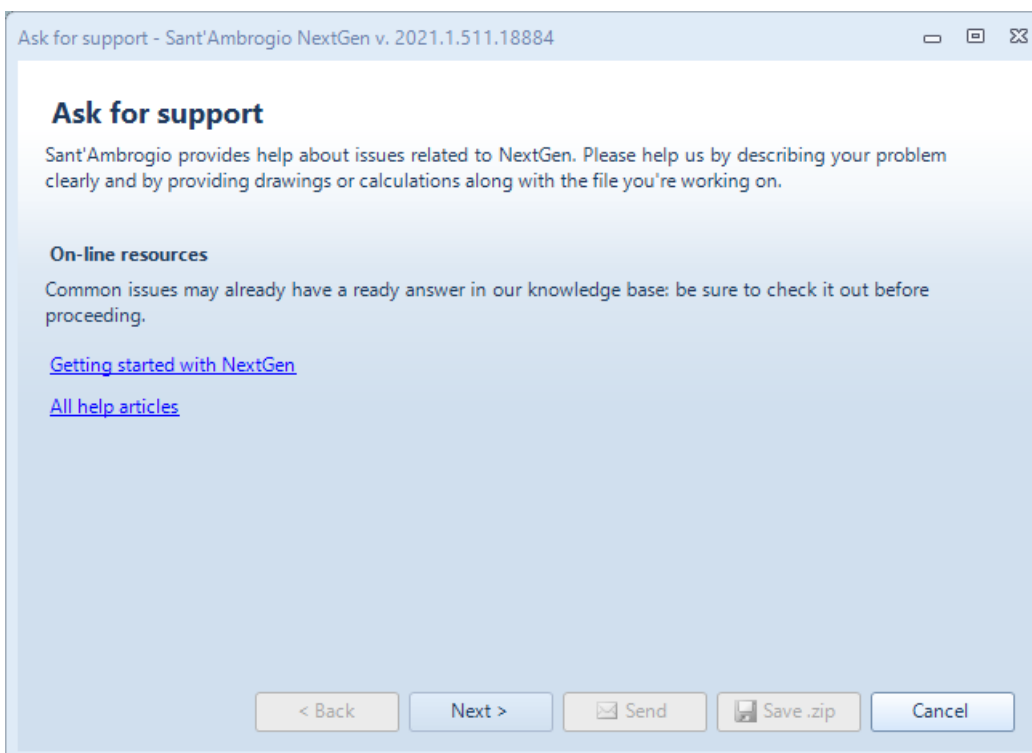 Ask for support - Sant'Ambrogio NextGen v. 2021.1.511.18884
Ask for support
Sant'Ambrogio provides help about issues related to NextGen. Please help us by describing your problem
clearly and by providing drawings or calculations along with the file you're working on.
On-line resources
Common issues may already have a ready answer in our knowledge base: be sure to check it out before
proceeding.
Getting started with NextGen
All help articles
< Back Next > Send Save .zip Cancel